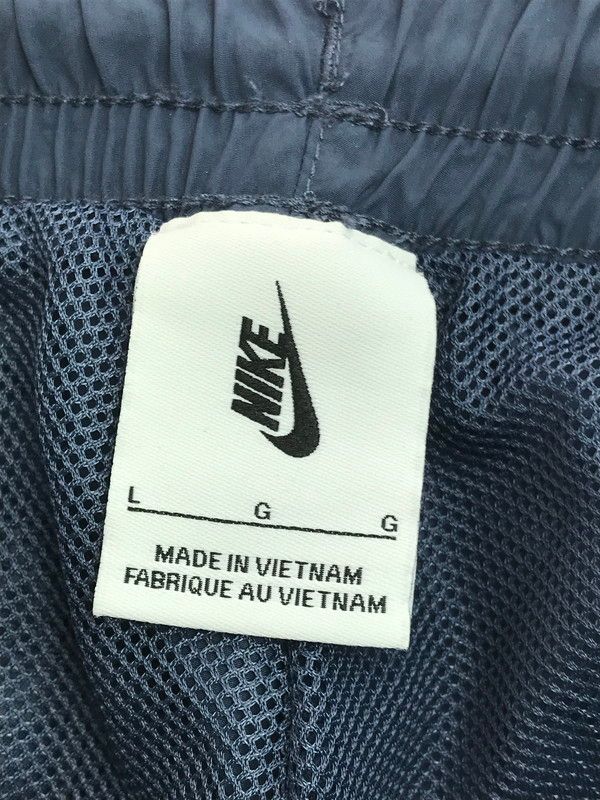 NIKE
L G G
MADE IN VIETNAM
FABRIQUE AU VIETNAM